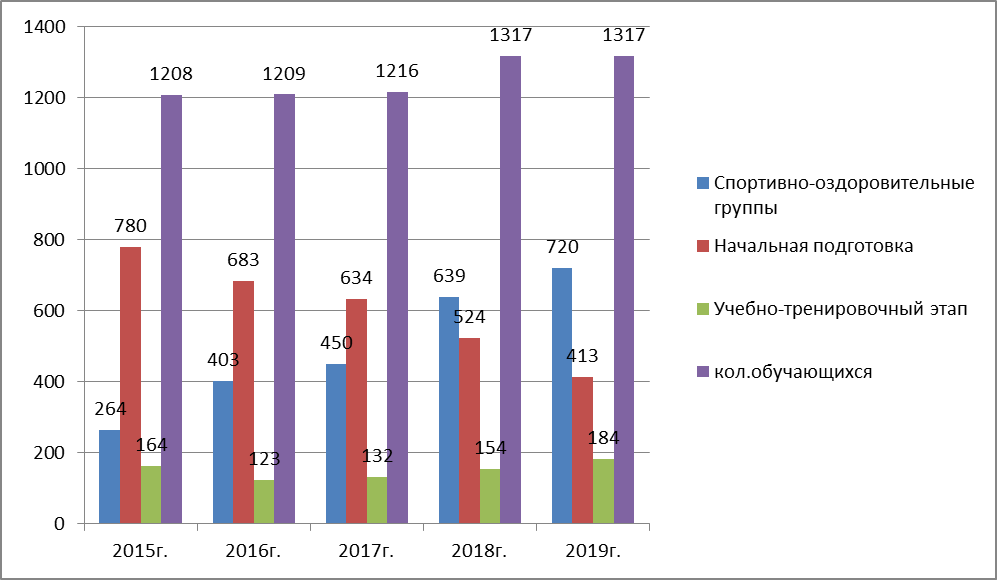 1400
1200
1000
800
600
400
200
0
264
780
164
1208
403
683
123
1209
450
634
132
1216
639
524
154
1317
720
413
184
1317
2015г.
2016г.
2017г.
2018г.
2019г.
Спортивно-оздоровительные
группы
Начальная подготовка
Учебно-тренировочный этап
кол.обучающихся